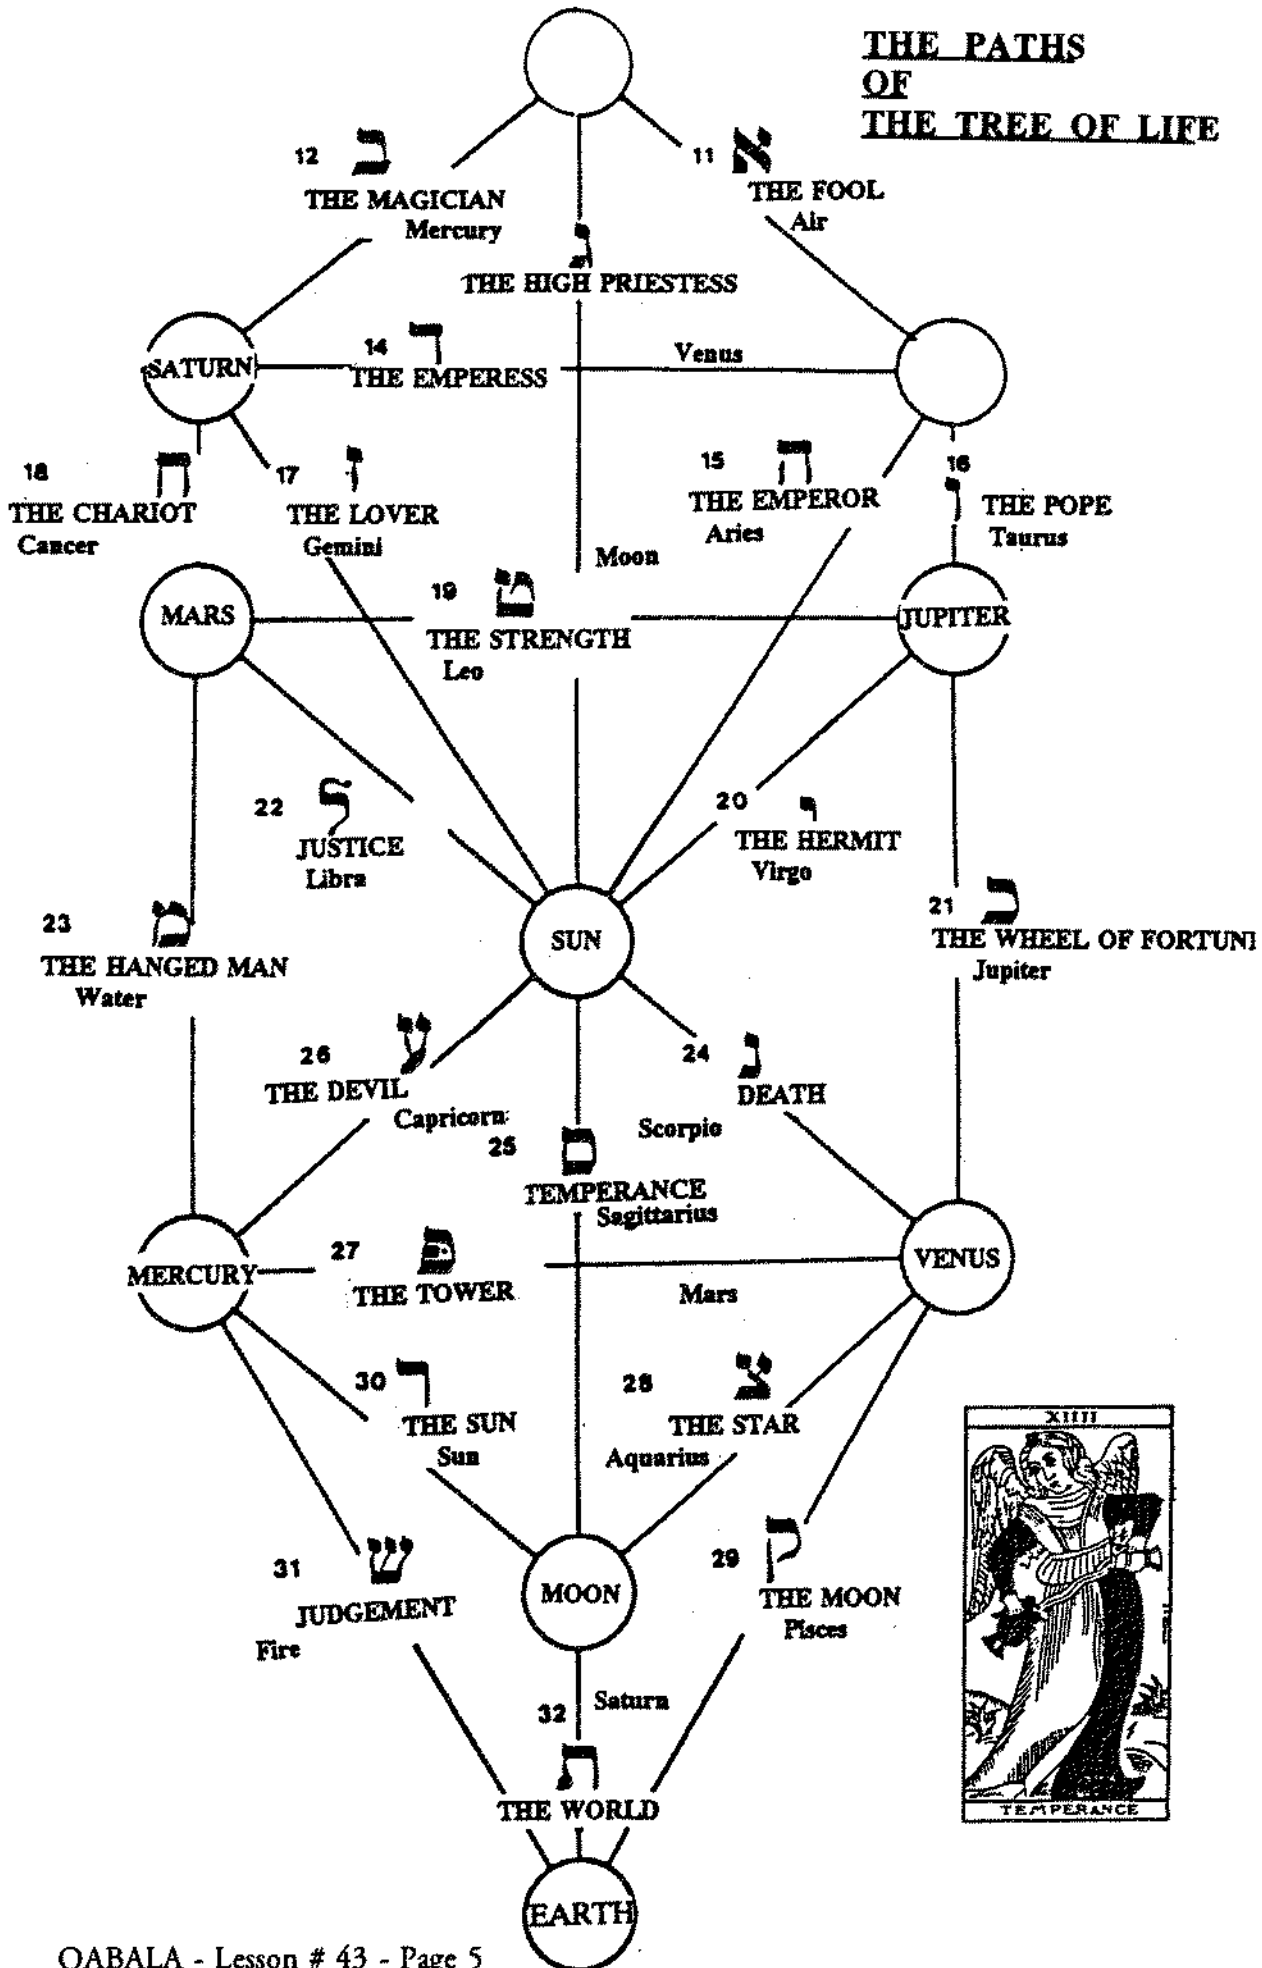 THE PATHS
OF
THE TREE OF LIFE
12 ב
THE MAGICIAN
Mercury
11 א
THE FOOL
Air
ג
THE HIGH PRIESTESS
SATURN
14 ד
THE EMPERESS
Venus
18 ח
THE CHARIOT
Cancer
17 ז
THE LOVER
Gemini
15 ה
THE EMPEROR
Aries
16 ו
THE POPE
Taurus
Moon
MARS
19 ט
THE STRENGTH
Leo
JUPITER
22 ל
JUSTICE
Libra
20 י
THE HERMIT
Virgo
23 מ
THE HANGED MAN
Water
SUN
21 כ
THE WHEEL OF FORTUN
Jupiter
26 ע
THE DEVIL
Capricorn
24 נ
DEATH
Scorpio
25 ס
TEMPERANCE
Sagittarius
MERCURY
27 פ
THE TOWER
Mars
VENUS
30 ר
THE SUN
Sun
28 צ
THE STAR
Aquarius
31 ש
JUDGEMENT
Fire
MOON
29 ק
THE MOON
Pisces
32 Saturn
ת
THE WORLD
EARTH
XIIII
TEMPERANCE
QABALA - Lesson # 43 - Page 5